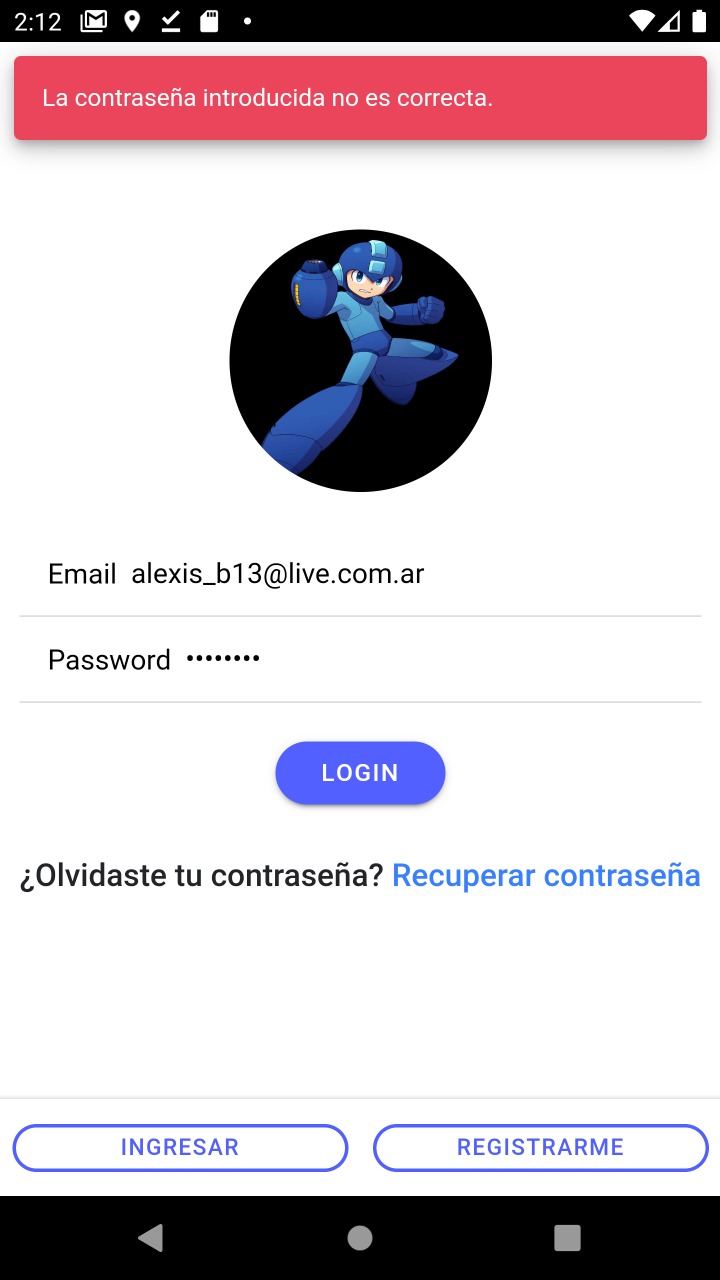 2:12
La contraseña introducida no es correcta.
Email alexis_b13@live.com.ar
Password ••••••••
LOGIN
¿Olvidaste tu contraseña? Recuperar contraseña
INGRESAR REGISTRARME